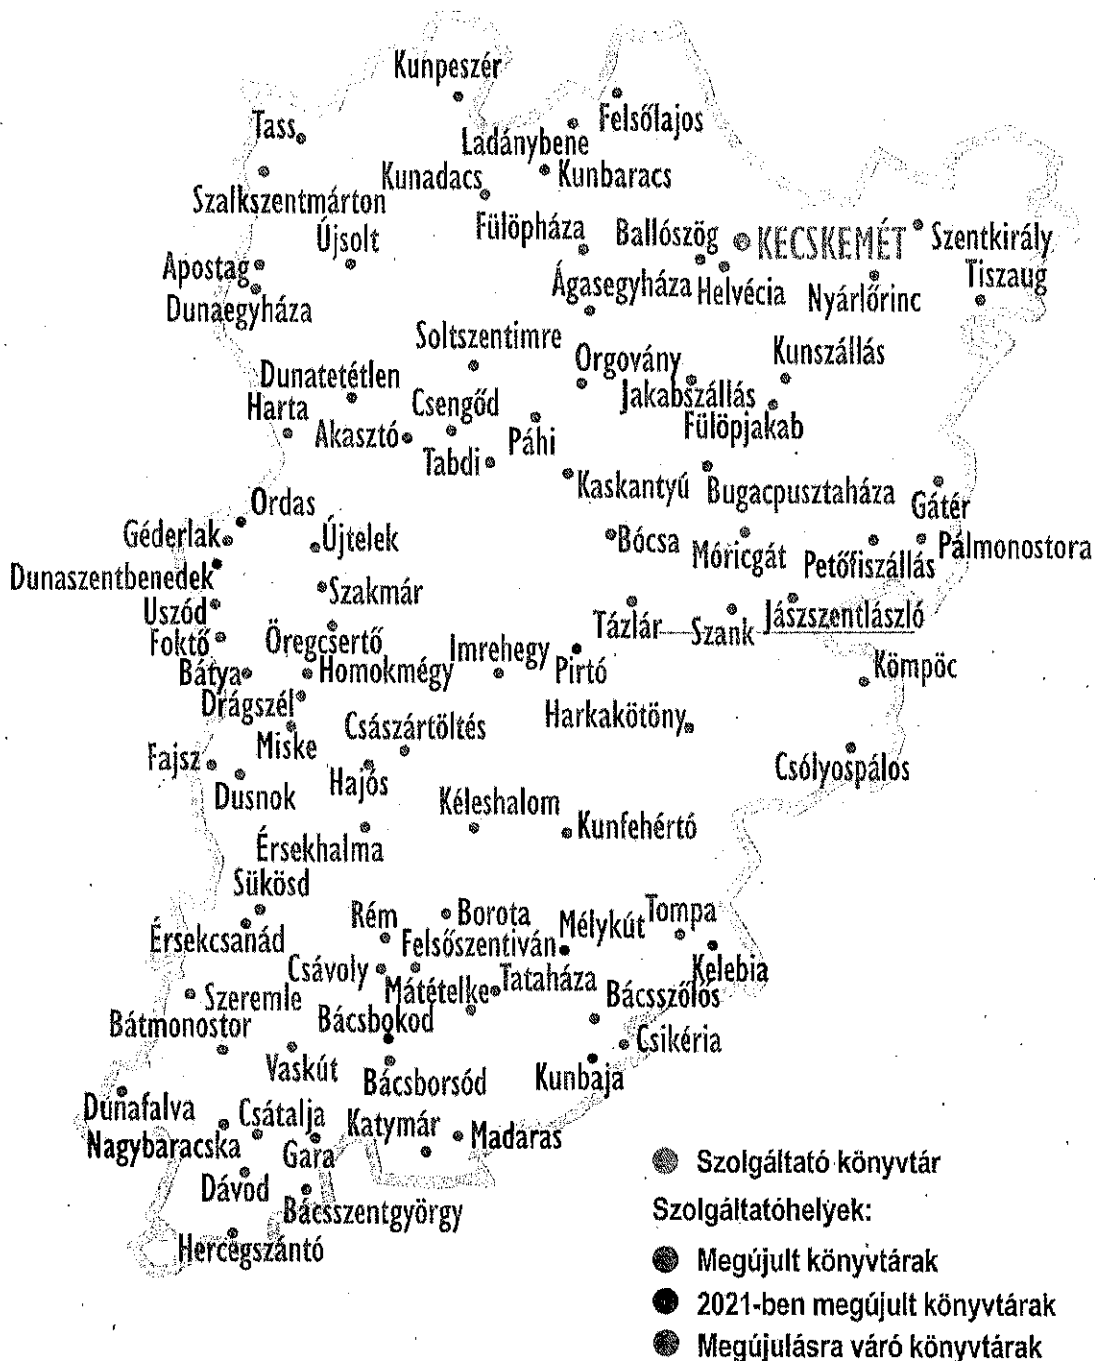 Kunpeszér
Felsőlajos
Tass
Ladánybene
Kunadacs
Kunbaracs
Szalkszentmárton
Fülöpháza
Ballószög
KECSKEMÉT
Szentkirály
Újsolt
Apostag
Tiszaug
Dunaegyháza
Ágasegyháza
Helvécia
Nyárlőrinc
Soltszentimre
Orgovány
Kunszállás
Dunatetétlen
Jakabszállás
Harta
Csengőd
Fülöpjakab
Akasztó
Páhi
Tabdi
Kaskantyú
Bugacpusztaháza
Gátér
Ordas
Géderlak
Újtelek
Bócsa
Móricgát
Petőfiszállás
Pálmonostora
Dunaszentbenedek
Szakmár
Uszód
Tázlár
Szank
Jászszentlászló
Foktő
Öregcsertő
Imrehegy
Pirtó
Kömpöc
Bátya
Homokmégy
Drágszél
Harkakötöny
Miske
Császártöltés
Fajsz
Hajós
Csólyospálos
Dusnok
Kéleshalom
Kunfehértó
Érsekhalma
Sükösd
Rém
Borota
Mélykút
Tompa
Érsekcsanád
Felsőszentiván
Kelebia
Csávoly
Mátételke
Tataháza
Bácsszőlős
Szeremle
Bátmonostor
Bácsbokod
Csikéria
Vaskút
Bácsborsód
Kunbaja
Dunafalva
Csátalja
Katymár
Madaras
Nagybaracska
Gara
Dávod
Bácsszentgyörgy
Hercegszántó
Szolgáltató könyvtár
Szolgáltatóhelyek:
Megújult könyvtárak
2021-ben megújult könyvtárak
Megújulásra váró könyvtárak